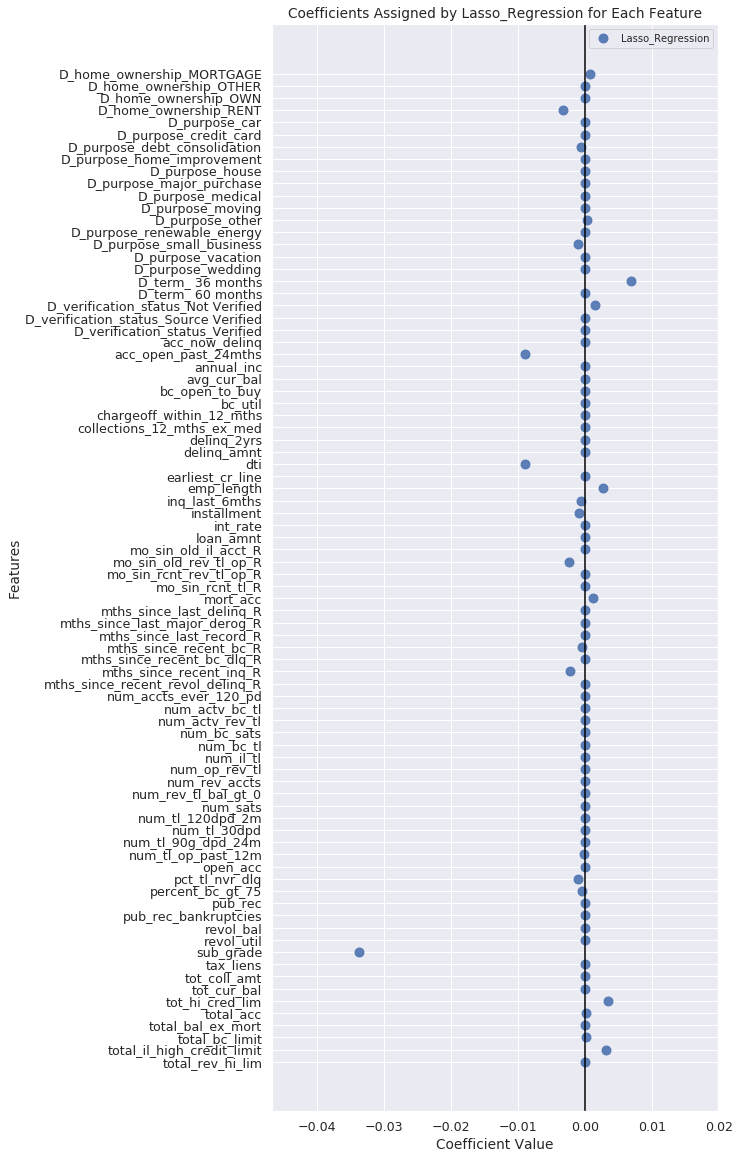 Coefficients Assigned by Lasso_Regression for Each Feature
Lasso_Regression
D_home_ownership_MORTGAGE
D_home_ownership_OTHER
D_home_ownership_OWN
D_home_ownership_RENT
D_purpose_car
D_purpose_credit_card
D_purpose_debt_consolidation
D_purpose_home_improvement
D_purpose_house
D_purpose_major_purchase
D_purpose_medical
D_purpose_moving
D_purpose_other
D_purpose_renewable_energy
D_purpose_small_business
D_purpose_vacation
D_purpose_wedding
D_term_ 36 months
D_term_ 60 months
D_verification_status_Not Verified
D_verification_status_Source Verified
D_verification_status_Verified
acc_now_delinq
acc_open_past_24mths
annual_inc
avg_cur_bal
bc_open_to_buy
bc_util
chargeoff_within_12_mths
collections_12_mths_ex_med
delinq_2yrs
delinq_amnt
dti
earliest_cr_line
emp_length
inq_last_6mths
installment
int_rate
loan_amnt
mo_sin_old_il_acct_R
mo_sin_old_rev_tl_op_R
mo_sin_rcnt_rev_tl_op_R
mo_sin_rcnt_tl_R
mort_acc
mths_since_last_delinq_R
mths_since_last_major_derog_R
mths_since_last_record_R
mths_since_recent_bc_R
mths_since_recent_bc_dlq_R
mths_since_recent_inq_R
mths_since_recent_revol_delinq_R
num_accts_ever_120_pd
num_actv_bc_tl
num_actv_rev_tl
num_bc_sats
num_bc_tl
num_il_tl
num_op_rev_tl
num_rev_accts
num_rev_tl_bal_gt_0
num_sats
num_tl_120dpd_2m
num_tl_30dpd
num_tl_90g_dpd_24m
num_tl_op_past_12m
open_acc
pct_tl_nvr_dlq
percent_bc_gt_75
pub_rec
pub_rec_bankruptcies
revol_bal
revol_util
sub_grade
tax_liens
tot_coll_amt
tot_cur_bal
tot_hi_cred_lim
total_acc
total_bal_ex_mort
total_bc_limit
total_il_high_credit_limit
total_rev_hi_lim
Features
−0.04 −0.03 −0.02 −0.01 0.00 0.01 0.02
Coefficient Value